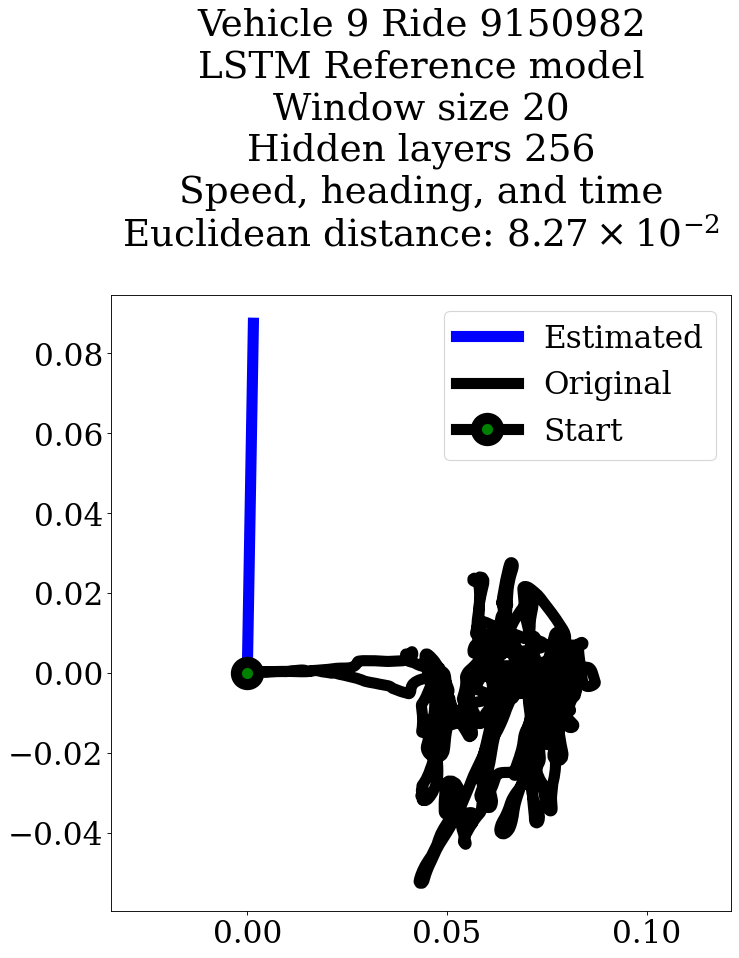 Vehicle 9 Ride 9150982
LSTM Reference model
Window size 20
Hidden layers 256
Speed, heading, and time
Euclidean distance: 8.27 × 10⁻²
Estimated
Original
Start
0.08
0.06
0.04
0.02
0.00
−0.02
−0.04
0.00 0.05 0.10